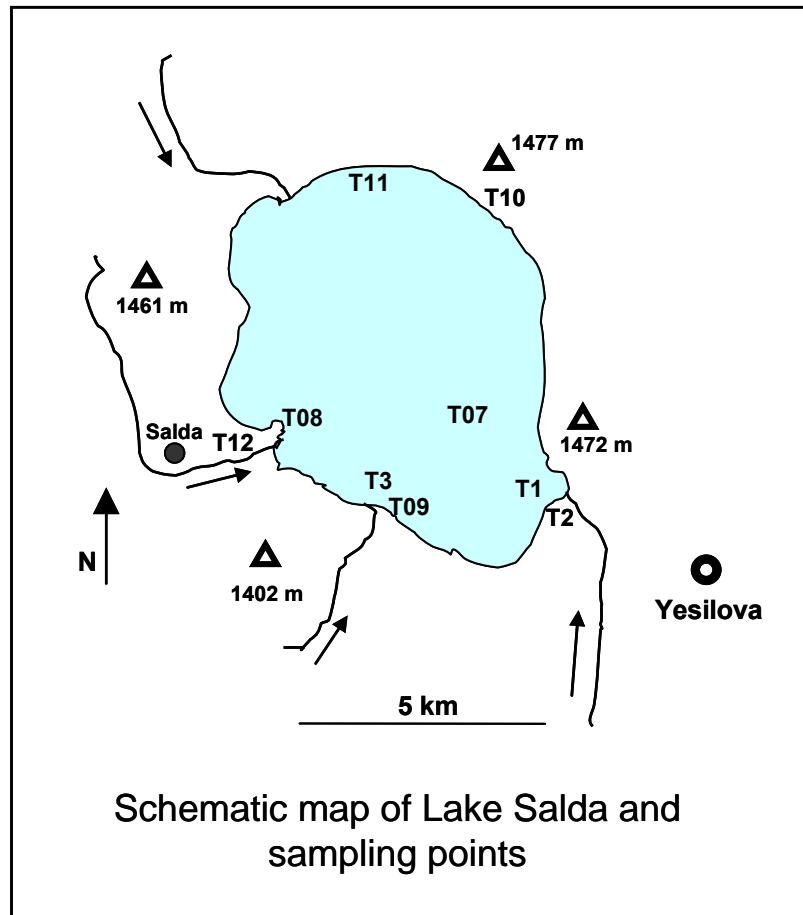 1477 m
T11
T10
1461 m
T08
T07
Salda
T12
1472 m
T3
T1
T09
T2
N
1402 m
Yesilova
5 km
Schematic map of Lake Salda and
sampling points